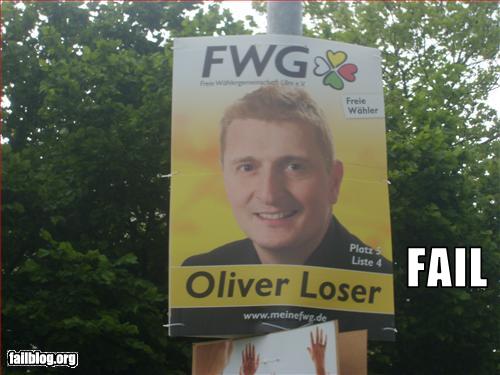 FWG
Freie Wählergemeinschaft Ulm e.V.
Freie
Wähler
Platz 5
Liste 4
Oliver Loser
www.meinefwg.de
FAIL
failblog.org